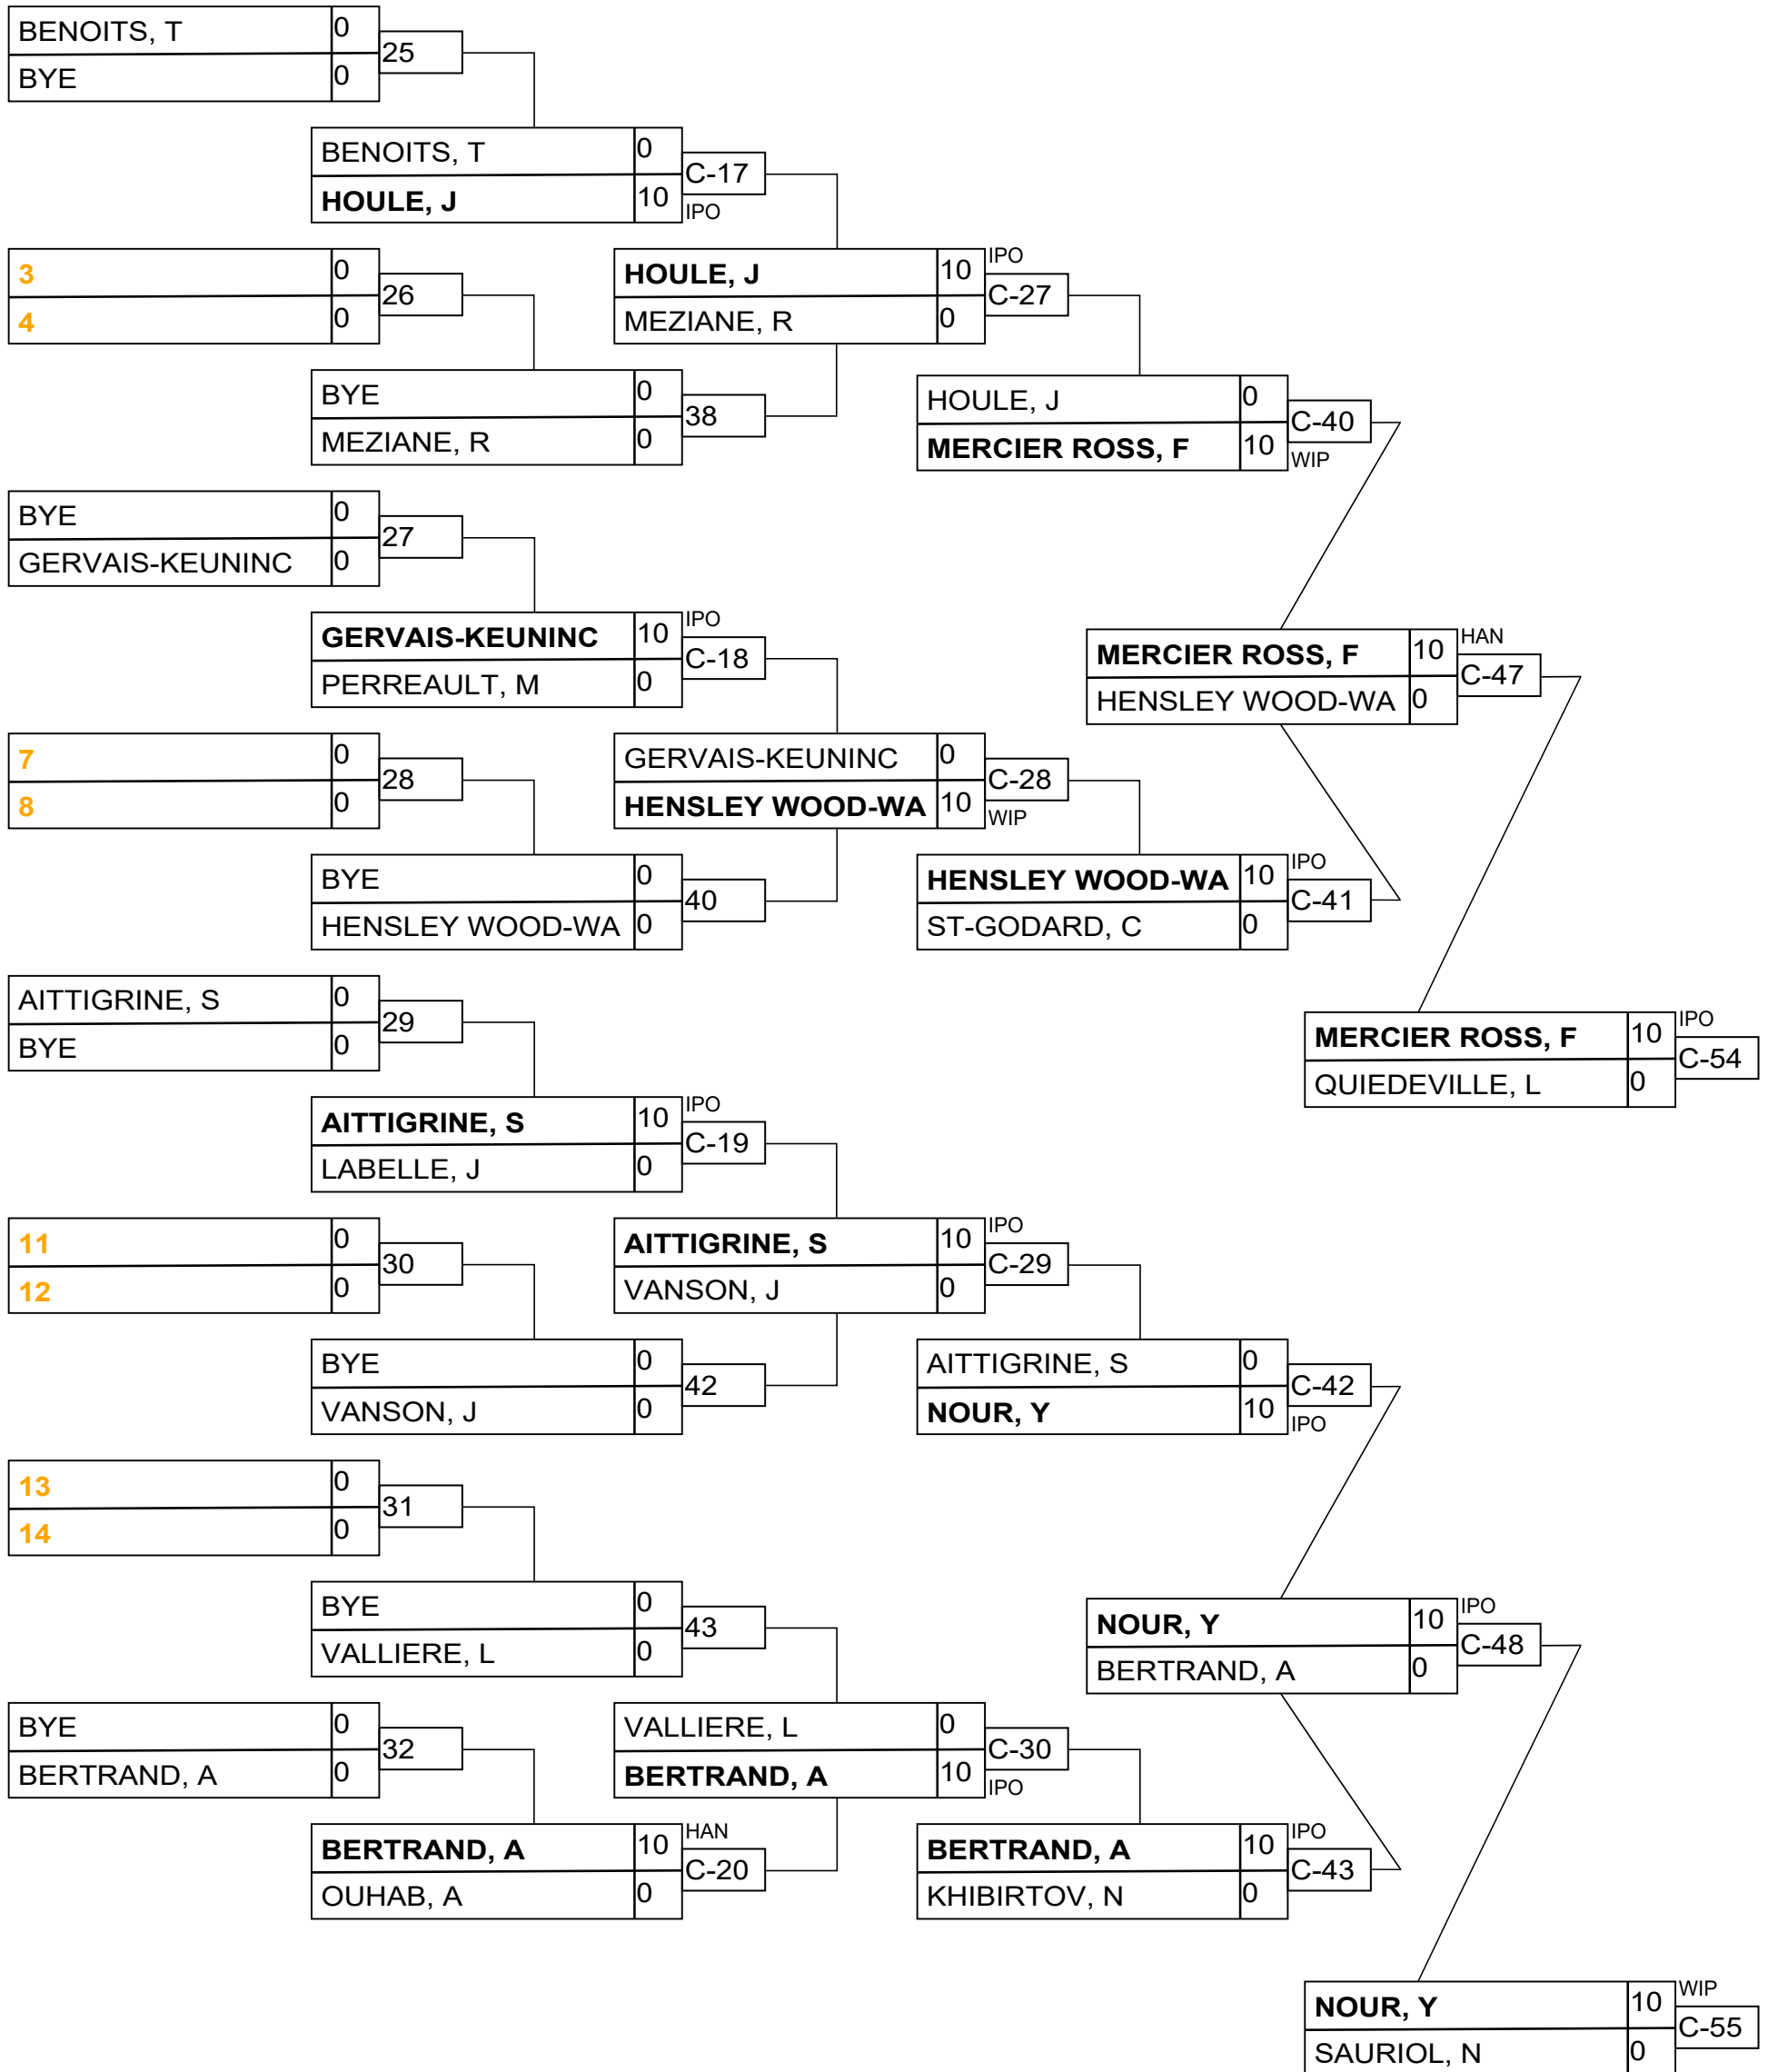 BENOITS, T 0
25
BYE 0
BENOITS, T 0
C-17
HOULE, J 10 IPO
3 0
26
4 0
HOULE, J 10 IPO
C-27
MEZIANE, R 0
BYE 0
38
MEZIANE, R 0
HOULE, J 0
C-40
MERCIER ROSS, F 10 WIP
BYE 0
27
GERVAIS-KEUNINC 0
GERVAIS-KEUNINC 10 IPO
C-18
PERREAULT, M 0
MERCIER ROSS, F 10 HAN
C-47
HENSLEY WOOD-WA 0
7 0
28
8 0
GERVAIS-KEUNINC 0
C-28
HENSLEY WOOD-WA 10 WIP
BYE 0
40
HENSLEY WOOD-WA 0
HENSLEY WOOD-WA 10 IPO
C-41
ST-GODARD, C 0
AITTIGRINE, S 0
29
BYE 0
MERCIER ROSS, F 10 IPO
C-54
QUIEDEVILLE, L 0
AITTIGRINE, S 10 IPO
C-19
LABELLE, J 0
11 0
30
12 0
AITTIGRINE, S 10 IPO
C-29
VANSON, J 0
BYE 0
42
VANSON, J 0
AITTIGRINE, S 0
C-42
NOUR, Y 10 IPO
13 0
31
14 0
BYE 0
43
VALLIERE, L 0
NOUR, Y 10 IPO
C-48
BERTRAND, A 0
BYE 0
32
BERTRAND, A 0
VALLIERE, L 0
C-30
BERTRAND, A 10 IPO
BERTRAND, A 10 HAN
C-20
OUHAB, A 0
BERTRAND, A 10 IPO
C-43
KHIBIRTOV, N 0
NOUR, Y 10 WIP
C-55
SAURIOL, N 0